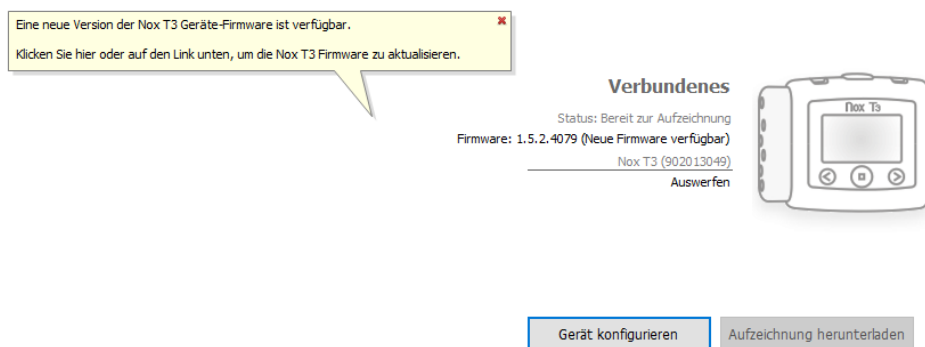 Eine neue Version der Nox T3 Geräte-Firmware ist verfügbar.
Klicken Sie hier oder auf den Link unten, um die Nox T3 Firmware zu aktualisieren.
Verbundenes
Status: Bereit zur Aufzeichnung
Firmware: 1.5.2.4079 (Neue Firmware verfügbar)
Nox T3 (902013049)
Auswerfen
nox T3
Gerät konfigurieren
Aufzeichnung herunterladen